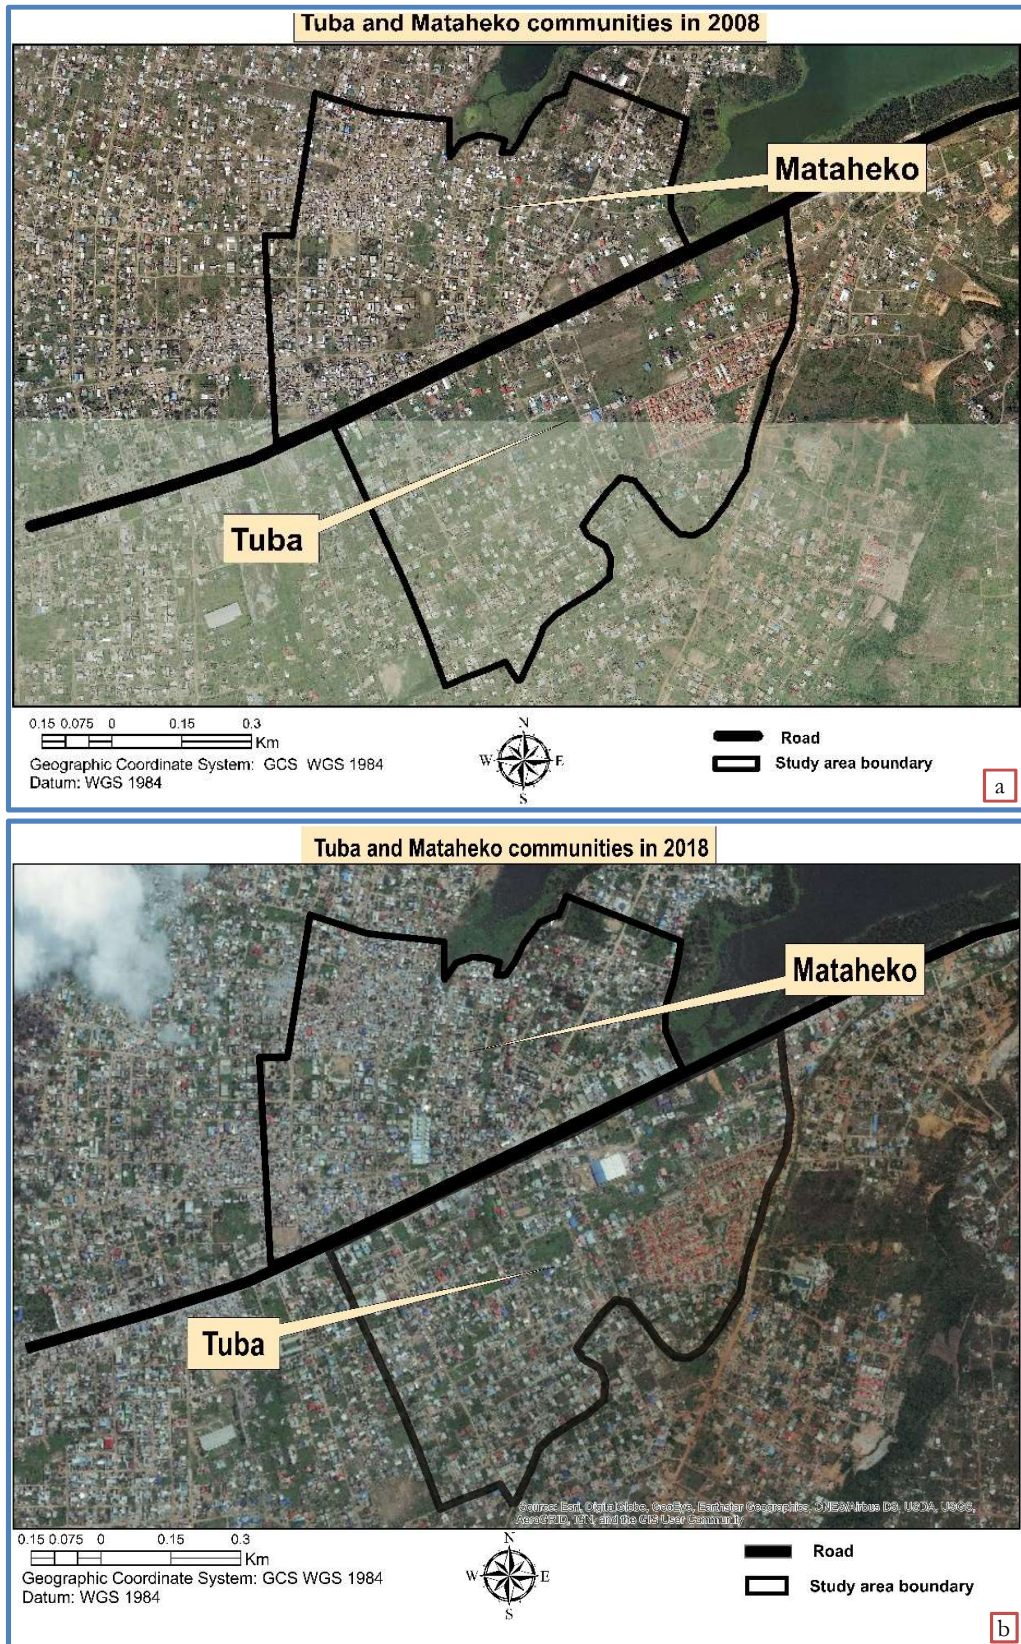 Tuba and Mataheko communities in 2008
Mataheko
Tuba
0.15 0.075 0 0.15 0.3
Km
Geographic Coordinate System: GCS WGS 1984
Datum: WGS 1984
N
W E
S
Road
Study area boundary
a
Tuba and Mataheko communities in 2018
Mataheko
Tuba
Source: Esri, DigitalGlobe, GeoEye, Earthstar Geographics, CNES/Airbus DS, USDA, USGS,
AeroGRID, IGN, and the GIS User Community
0.15 0.075 0 0.15 0.3
Km
Geographic Coordinate System: GCS WGS 1984
Datum: WGS 1984
N
W E
S
Road
Study area boundary
b